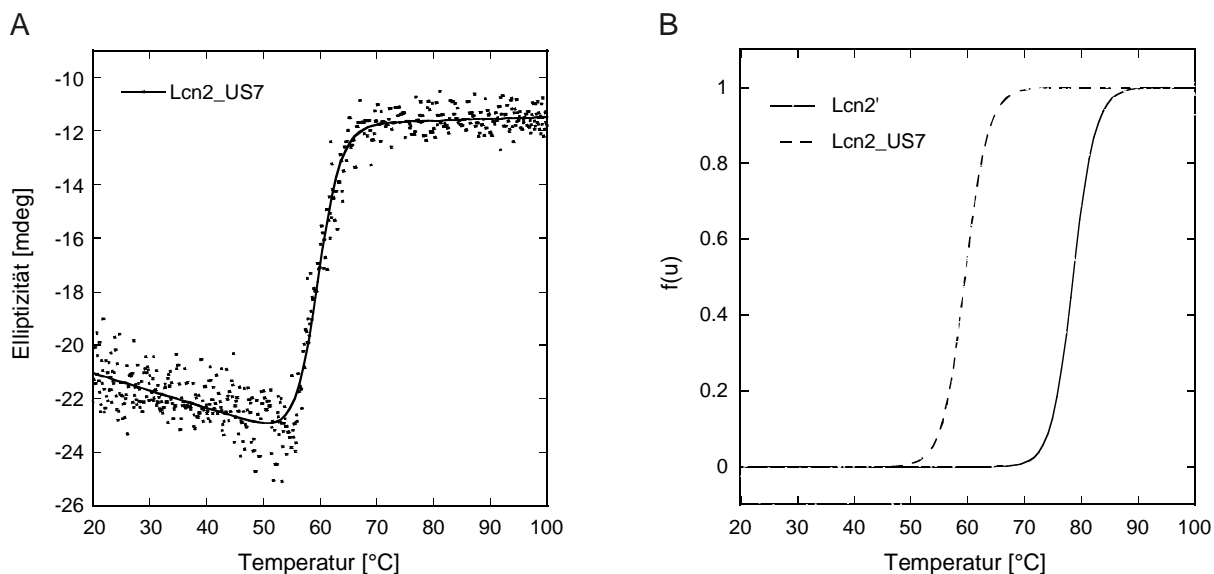 A
Elliptizität [mdeg]
-10
-12
-14
-16
-18
-20
-22
-24
-26
Lcn2_US7
20 30 40 50 60 70 80 90 100
Temperatur [°C]
B
f(u)
1
0.8
0.6
0.4
0.2
0
Lcn2'
Lcn2_US7
20 30 40 50 60 70 80 90 100
Temperatur [°C]